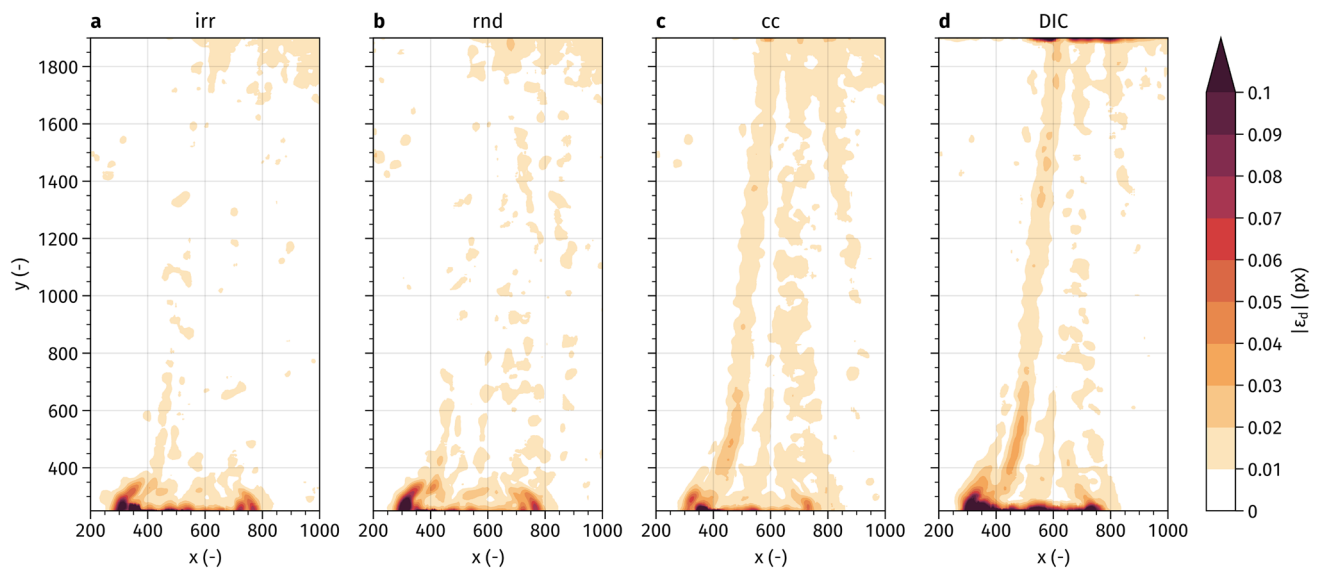 a irr
b rnd
c cc
d DIC
y (-)
1800
1600
1400
1200
1000
800
600
400
200 400 600 800 1000
200 400 600 800 1000
200 400 600 800 1000
200 400 600 800 1000
x (-)
x (-)
x (-)
x (-)
0.1
0.09
0.08
0.07
0.06
0.05
0.04
0.03
0.02
0.01
0
|εd| (px)